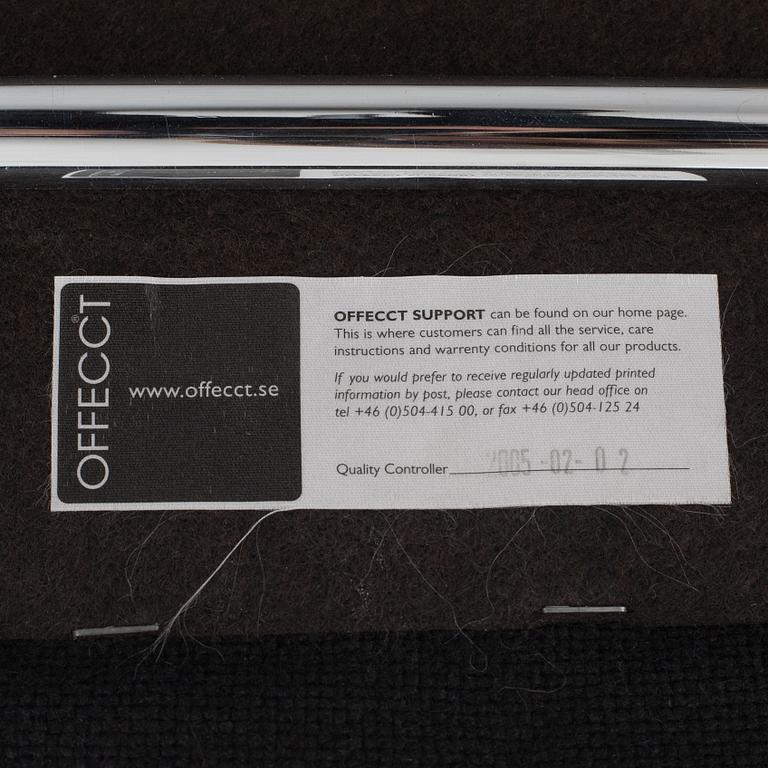 OFFECCT®
www.offecct.se
OFFECCT SUPPORT can be found on our home page.
This is where customers can find all the service, care
instructions and warrenty conditions for all our products.
If you would prefer to receive regularly updated printed
information by post, please contact our head office on
tel +46 (0)504-415 00, or fax +46 (0)504-125 24
Quality Controller 2005 -02- 0 2